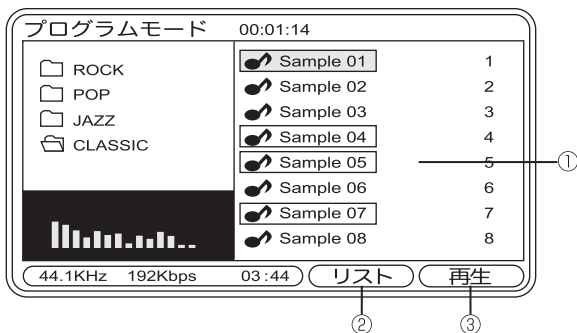 プログラムモード 00:01:14
ROCK
POP
JAZZ
CLASSIC
Sample 01 1
Sample 02 2
Sample 03 3
Sample 04 4
Sample 05 5
Sample 06 6
Sample 07 7
Sample 08 8
①
44.1KHz 192Kbps 03:44 リスト 再生
② ③